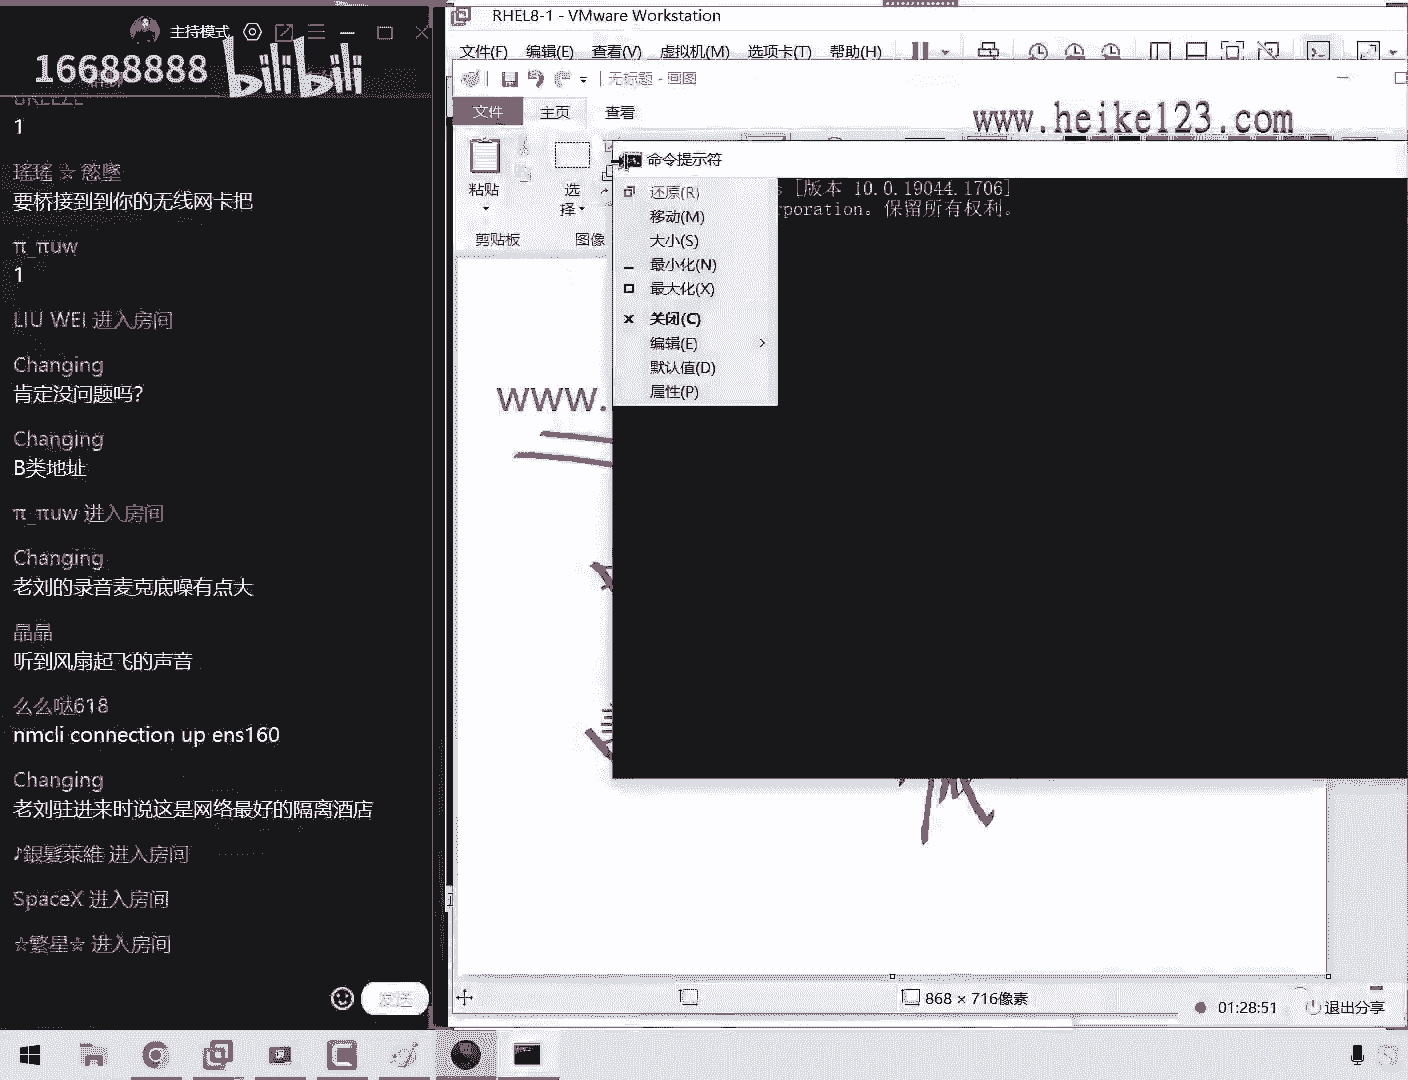 主持模式
16688888 bilibili
BREEZE
1
瑤瑤 ☆ 慾墜
要桥接到到你的无线网卡把
π_πuw
1
LIU WEI 进入房间
Changing
肯定没问题吗?
Changing
B类地址
π_πuw 进入房间
Changing
老刘的录音麦克底噪有点大
晶晶
听到风扇起飞的声音
么么哒618
nmcli connection up ens160
Changing
老刘驻进来时说这是网络最好的隔离酒店
♪銀髮萊維 进入房间
SpaceX 进入房间
☆繁星☆ 进入房间
发送
RHEL8-1 - VMware Workstation
文件(F) 编辑(E) 查看(V) 虚拟机(M) 选项卡(T) 帮助(H)
无标题 - 画图
文件 主页 查看
www.heike123.com
粘贴
选
择
剪贴板 图像
命令提示符
s [版本 10.0.19044.1706]
rporation。保留所有权利。
还原(R)
移动(M)
大小(S)
最小化(N)
最大化(X)
关闭(C)
编辑(E)
默认值(D)
属性(P)
www.
868 × 716像素
01:28:51 退出分享